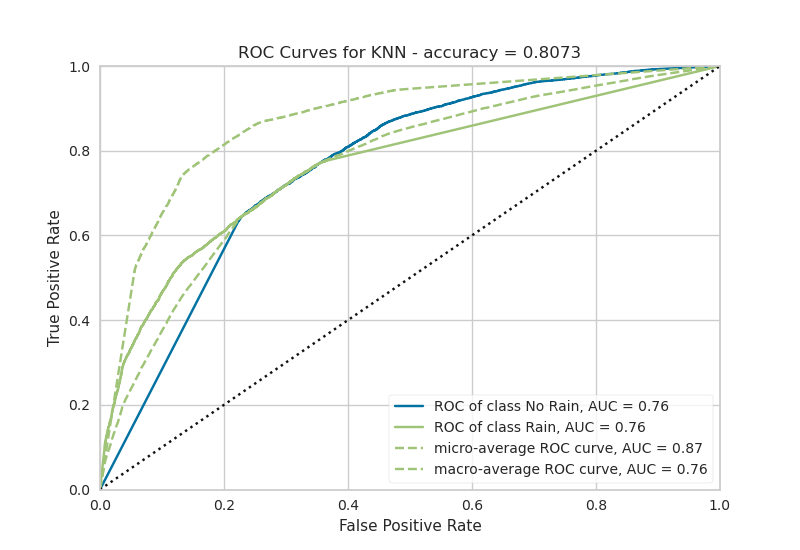 ROC Curves for KNN - accuracy = 0.8073
1.0
0.8
0.6
0.4
0.2
0.0
True Positive Rate
0.0 0.2 0.4 0.6 0.8 1.0
False Positive Rate
ROC of class No Rain, AUC = 0.76
ROC of class Rain, AUC = 0.76
micro-average ROC curve, AUC = 0.87
macro-average ROC curve, AUC = 0.76